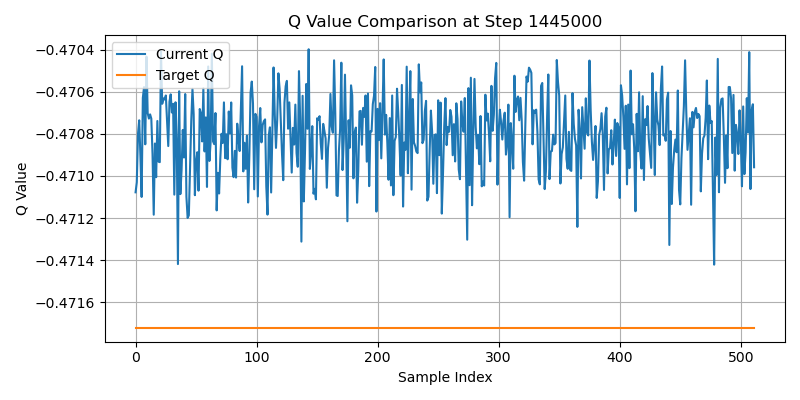 Q Value Comparison at Step 1445000
Current Q
Target Q
Q Value
−0.4704
−0.4706
−0.4708
−0.4710
−0.4712
−0.4714
−0.4716
0 100 200 300 400 500
Sample Index